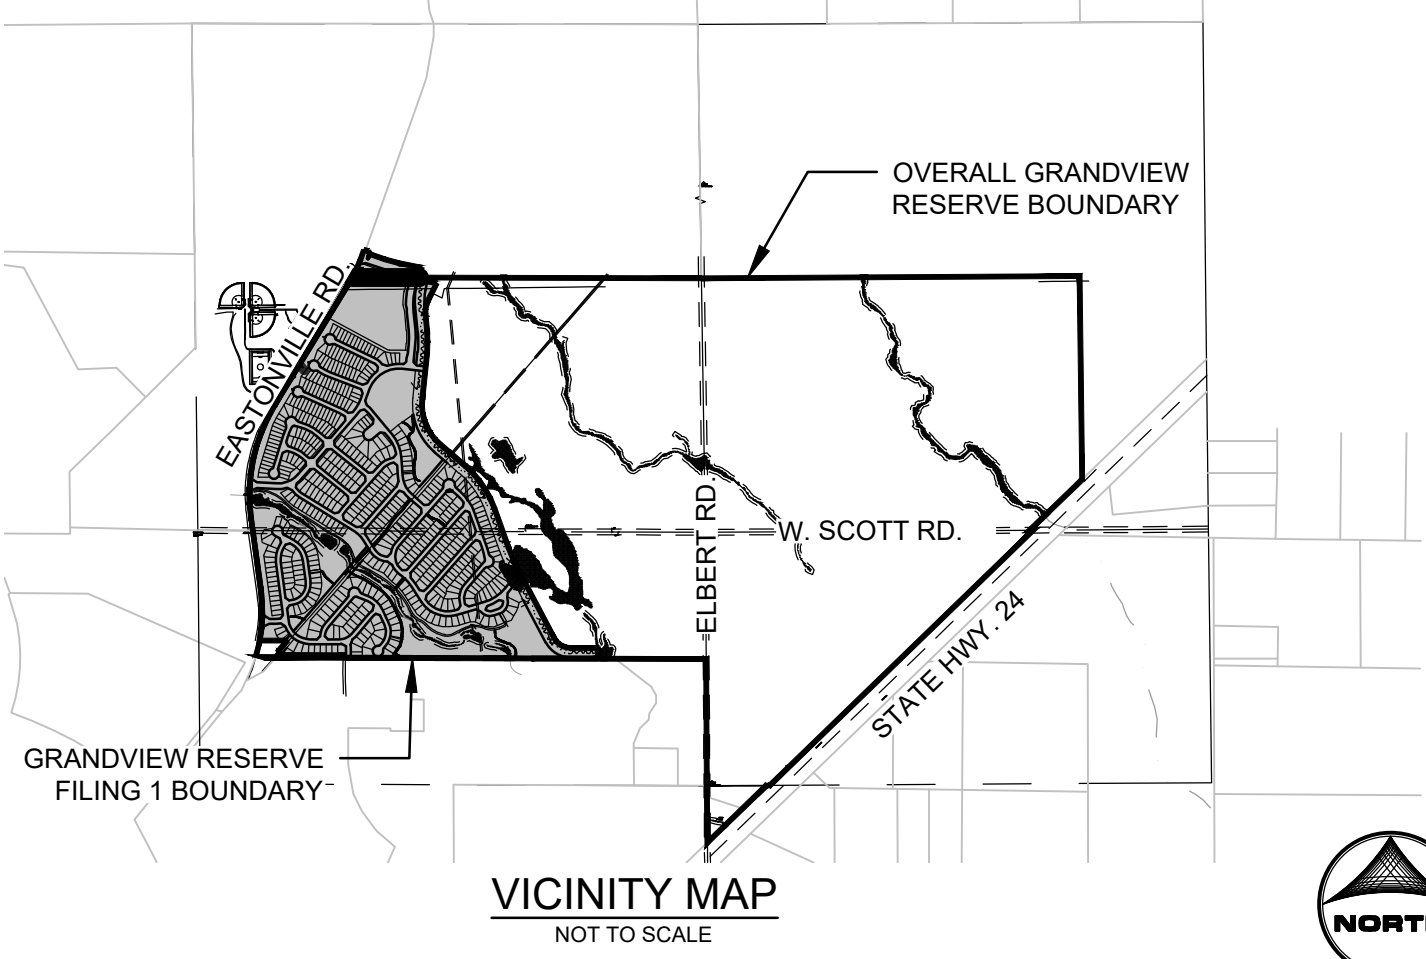 OVERALL GRANDVIEW
RESERVE BOUNDARY
EASTONVILLE RD.
ELBERT RD.
W. SCOTT RD.
STATE HWY. 24
GRANDVIEW RESERVE
FILING 1 BOUNDARY
VICINITY MAP
NOT TO SCALE
NORT